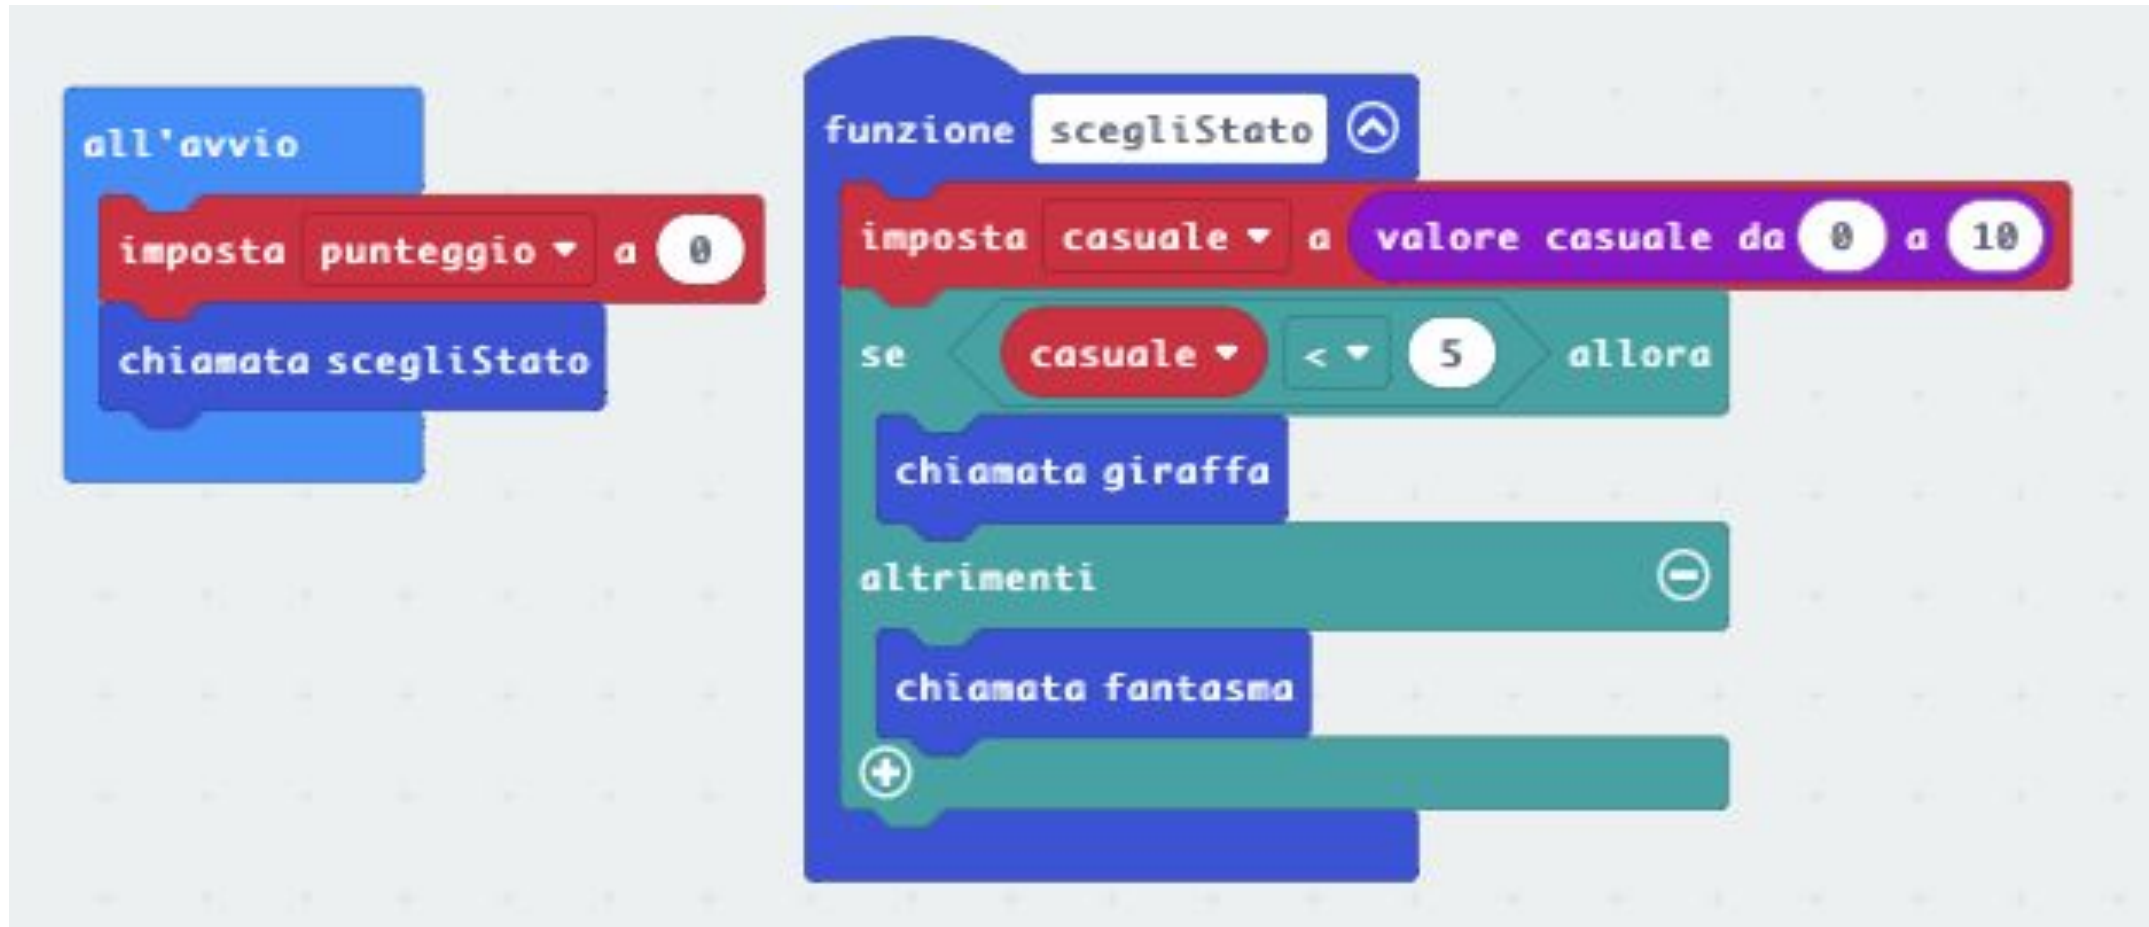 all'avvio
imposta punteggio a 0
chiamata scegliStato
funzione scegliStato
imposta casuale a valore casuale da 0 a 10
se casuale < 5 allora
chiamata giraffa
altrimenti
chiamata fantasma